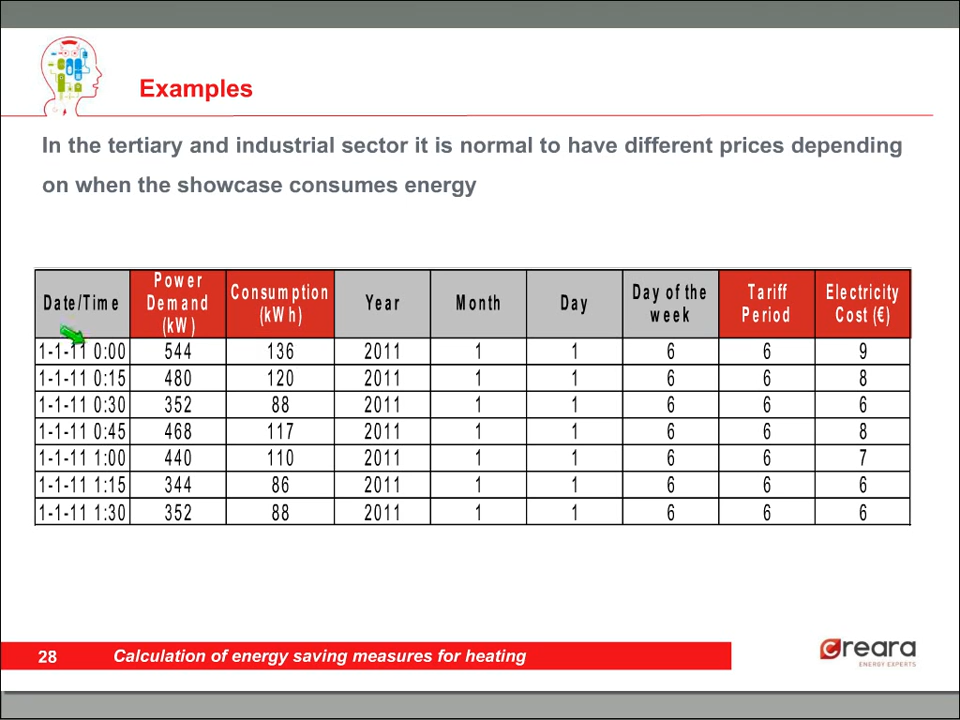 Examples
In the tertiary and industrial sector it is normal to have different prices depending
on when the showcase consumes energy
Date/Time Power Demand (kW) Consumption (kWh) Year Month Day Day of the week Tariff Period Electricity Cost (€)
1-1-11 0:00 544 136 2011 1 1 6 6 9
1-1-11 0:15 480 120 2011 1 1 6 6 8
1-1-11 0:30 352 88 2011 1 1 6 6 6
1-1-11 0:45 468 117 2011 1 1 6 6 8
1-1-11 1:00 440 110 2011 1 1 6 6 7
1-1-11 1:15 344 86 2011 1 1 6 6 6
1-1-11 1:30 352 88 2011 1 1 6 6 6
28 Calculation of energy saving measures for heating
creara
ENERGY EXPERTS